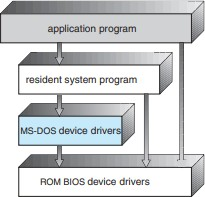 application program
resident system program
MS-DOS device drivers
ROM BIOS device drivers